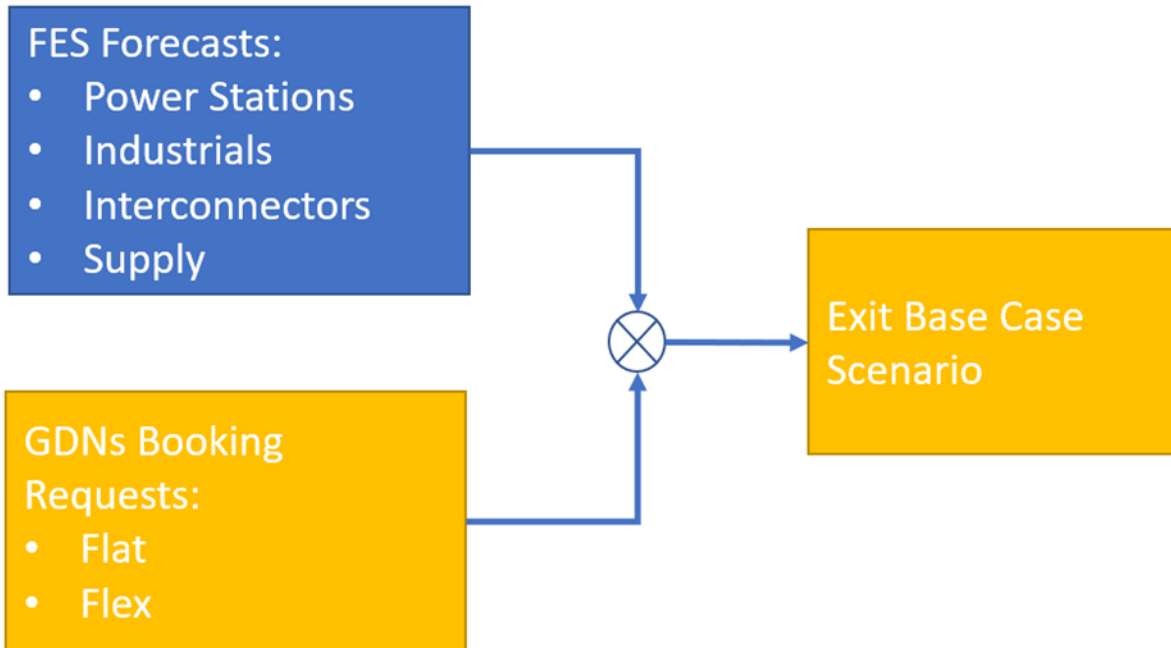 FES Forecasts:
• Power Stations
• Industrials
• Interconnectors
• Supply
GDNs Booking
Requests:
• Flat
• Flex
Exit Base Case
Scenario